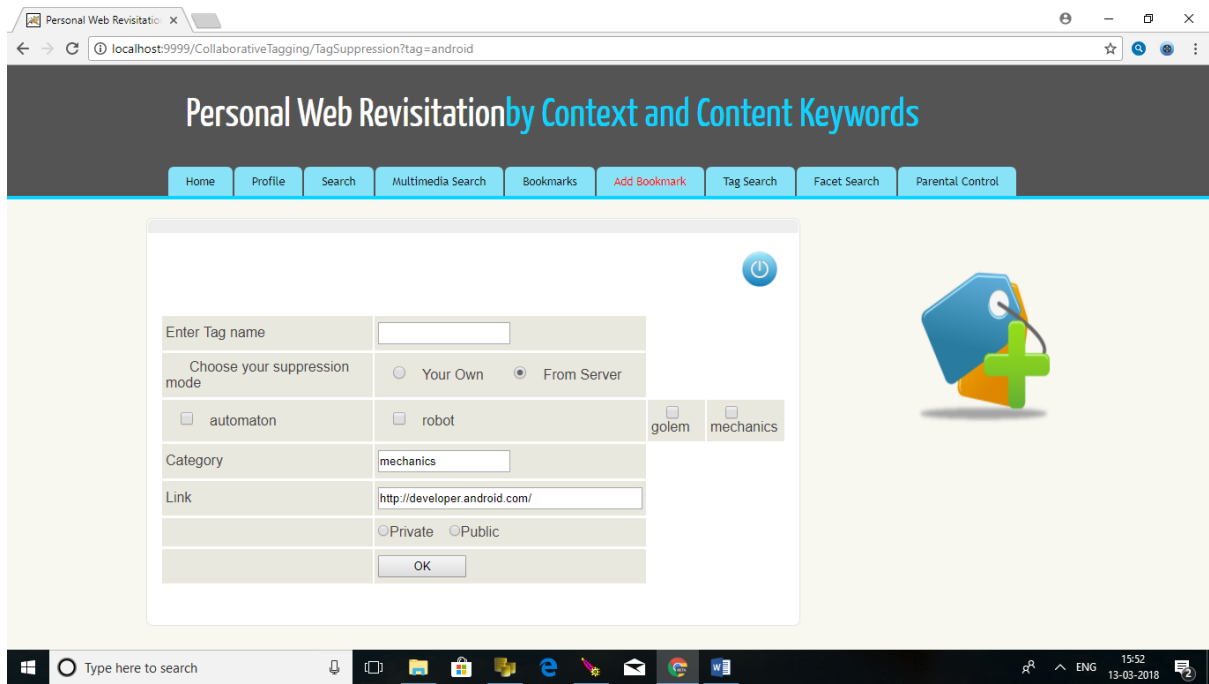 Personal Web Revisitatio
localhost:9999/CollaborativeTagging/TagSuppression?tag=android
Personal Web Revisitationby Context and Content Keywords
Home Profile Search Multimedia Search Bookmarks Add Bookmark Tag Search Facet Search Parental Control
Enter Tag name
Choose your suppression
mode
Your Own From Server
automaton robot golem mechanics
Category mechanics
Link http://developer.android.com/
Private Public
OK
Type here to search
ENG
15:52
13-03-2018
2